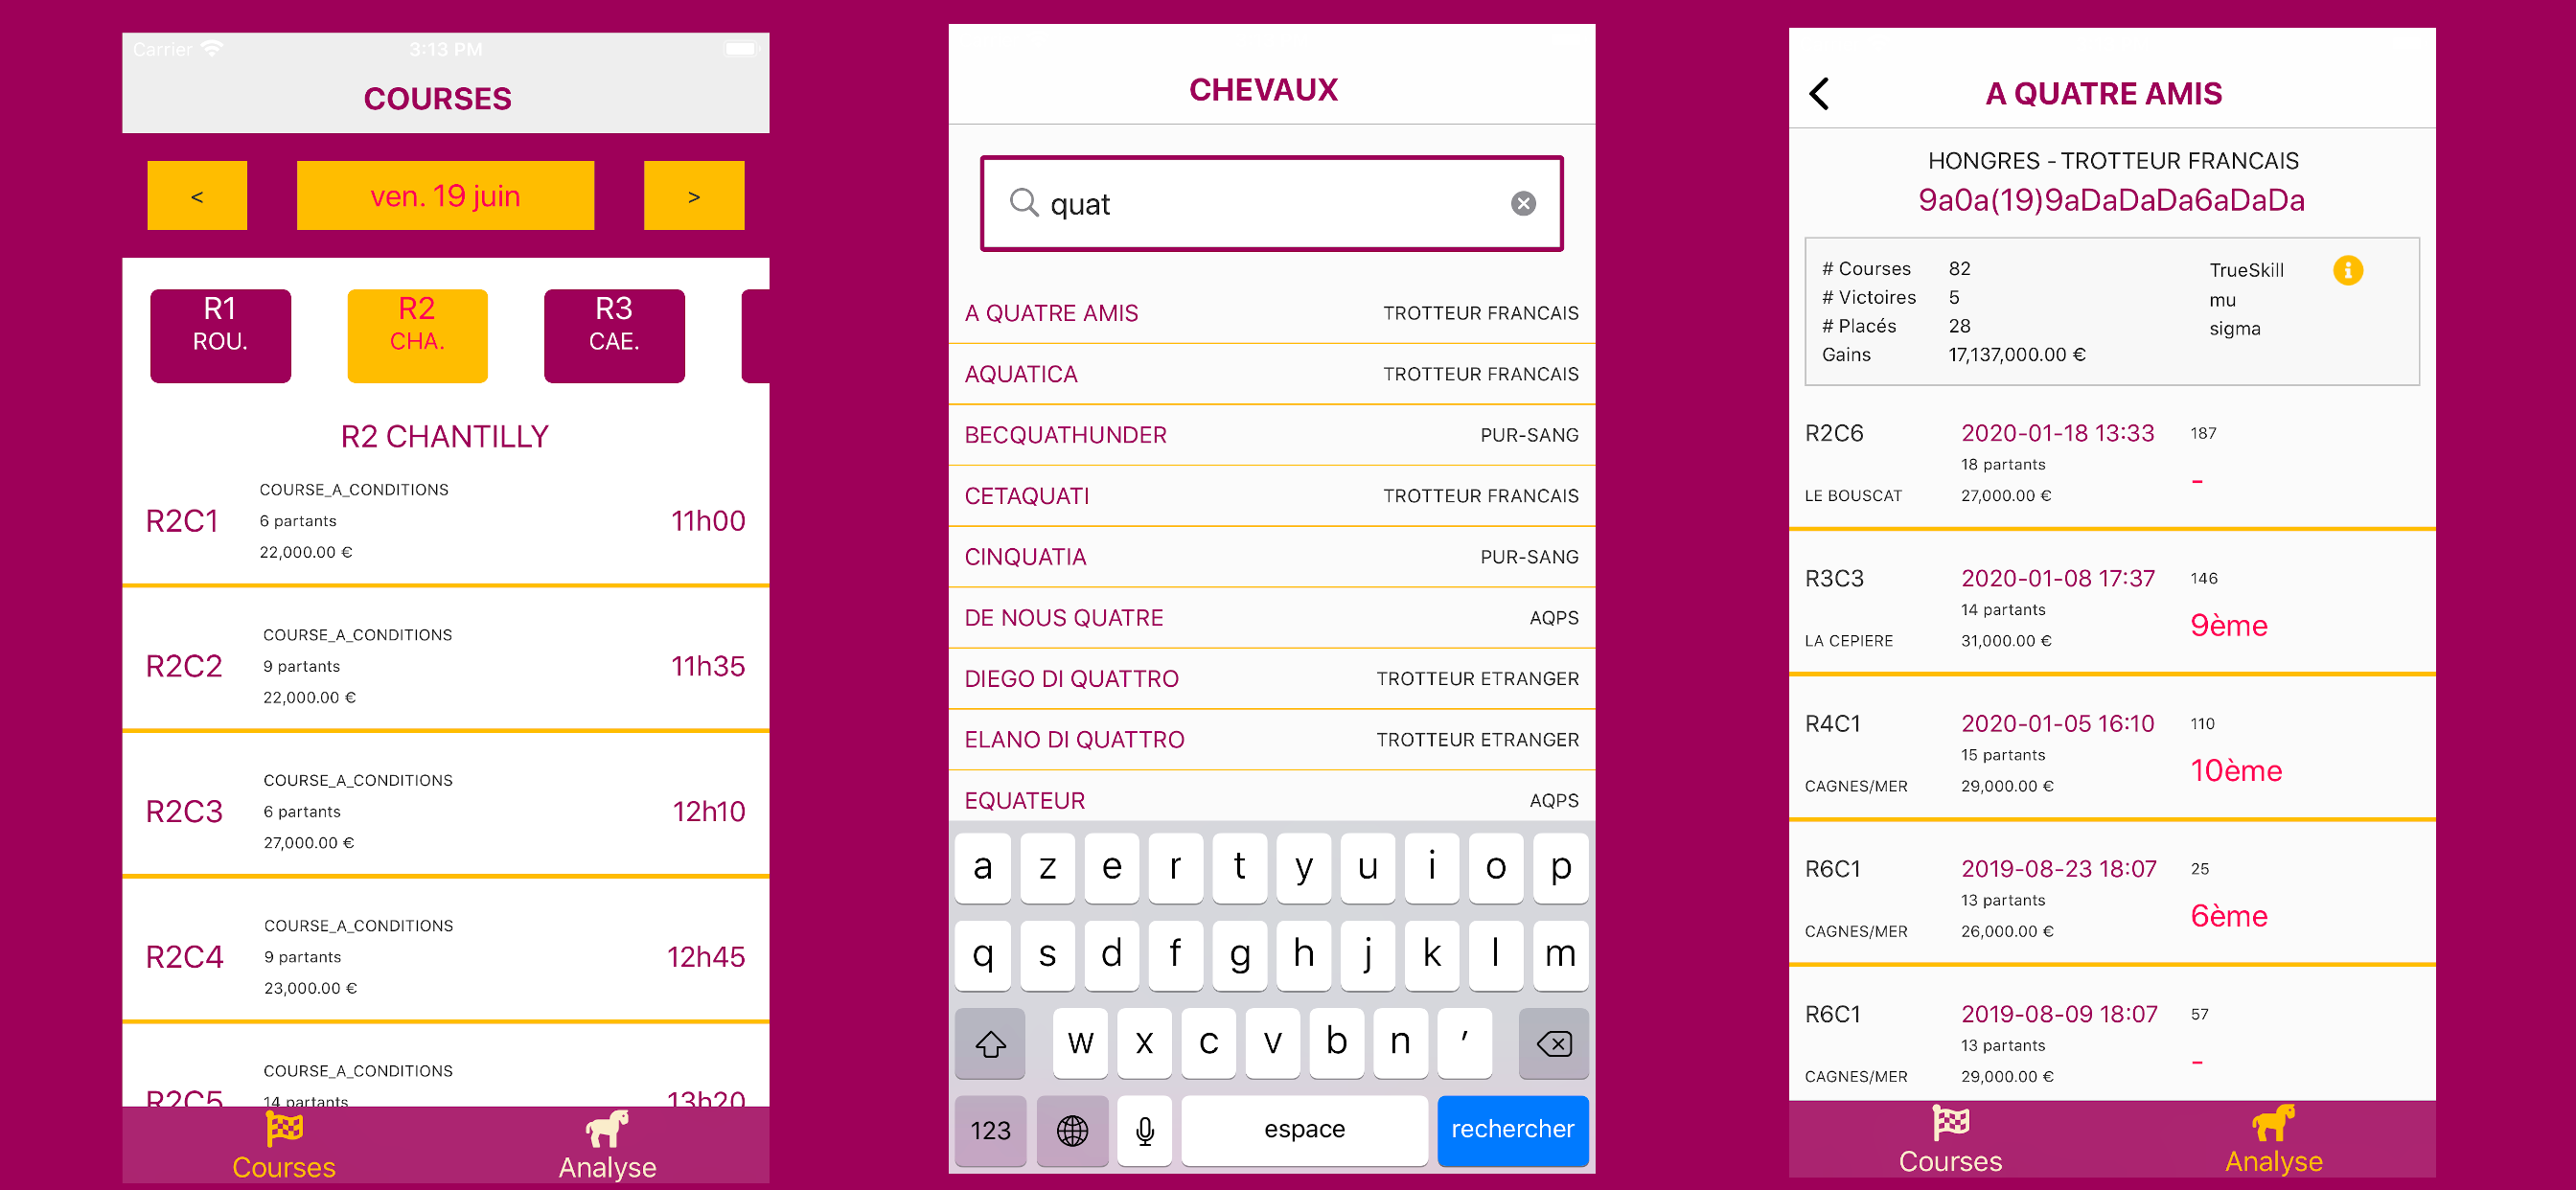 Carrier
3:13 PM
COURSES
<
ven. 19 juin
>
R1
ROU.
R2
CHA.
R3
CAE.
R2 CHANTILLY
COURSE_A_CONDITIONS
R2C1
6 partants
11h00
22,000.00 €
COURSE_A_CONDITIONS
R2C2
9 partants
11h35
22,000.00 €
COURSE_A_CONDITIONS
R2C3
6 partants
12h10
27,000.00 €
COURSE_A_CONDITIONS
R2C4
9 partants
12h45
23,000.00 €
COURSE_A_CONDITIONS
R2C5
14 partants
13h20
Courses
Analyse
CHEVAUX
quat
A QUATRE AMIS TROTTEUR FRANCAIS
AQUATICA TROTTEUR FRANCAIS
BECQUATHUNDER PUR-SANG
CETAQUATI TROTTEUR FRANCAIS
CINQUATIA PUR-SANG
DE NOUS QUATRE AQPS
DIEGO DI QUATTRO TROTTEUR ETRANGER
ELANO DI QUATTRO TROTTEUR ETRANGER
EQUATEUR AQPS
a z e r t y u i o p
q s d f g h j k l m
w x c v b n ′
123 espace rechercher
A QUATRE AMIS
HONGRES - TROTTEUR FRANCAIS
9a0a(19)9aDaDaDa6aDaDa
# Courses 82 TrueSkill
# Victoires 5 mu
# Placés 28 sigma
Gains 17,137,000.00 €
R2C6 2020-01-18 13:33 187
18 partants
-
LE BOUSCAT 27,000.00 €
R3C3 2020-01-08 17:37 146
14 partants
9ème
LA CEPIERE 31,000.00 €
R4C1 2020-01-05 16:10 110
15 partants
10ème
CAGNES/MER 29,000.00 €
R6C1 2019-08-23 18:07 25
13 partants
6ème
CAGNES/MER 26,000.00 €
R6C1 2019-08-09 18:07 57
13 partants
-
CAGNES/MER 29,000.00 €
Courses
Analyse